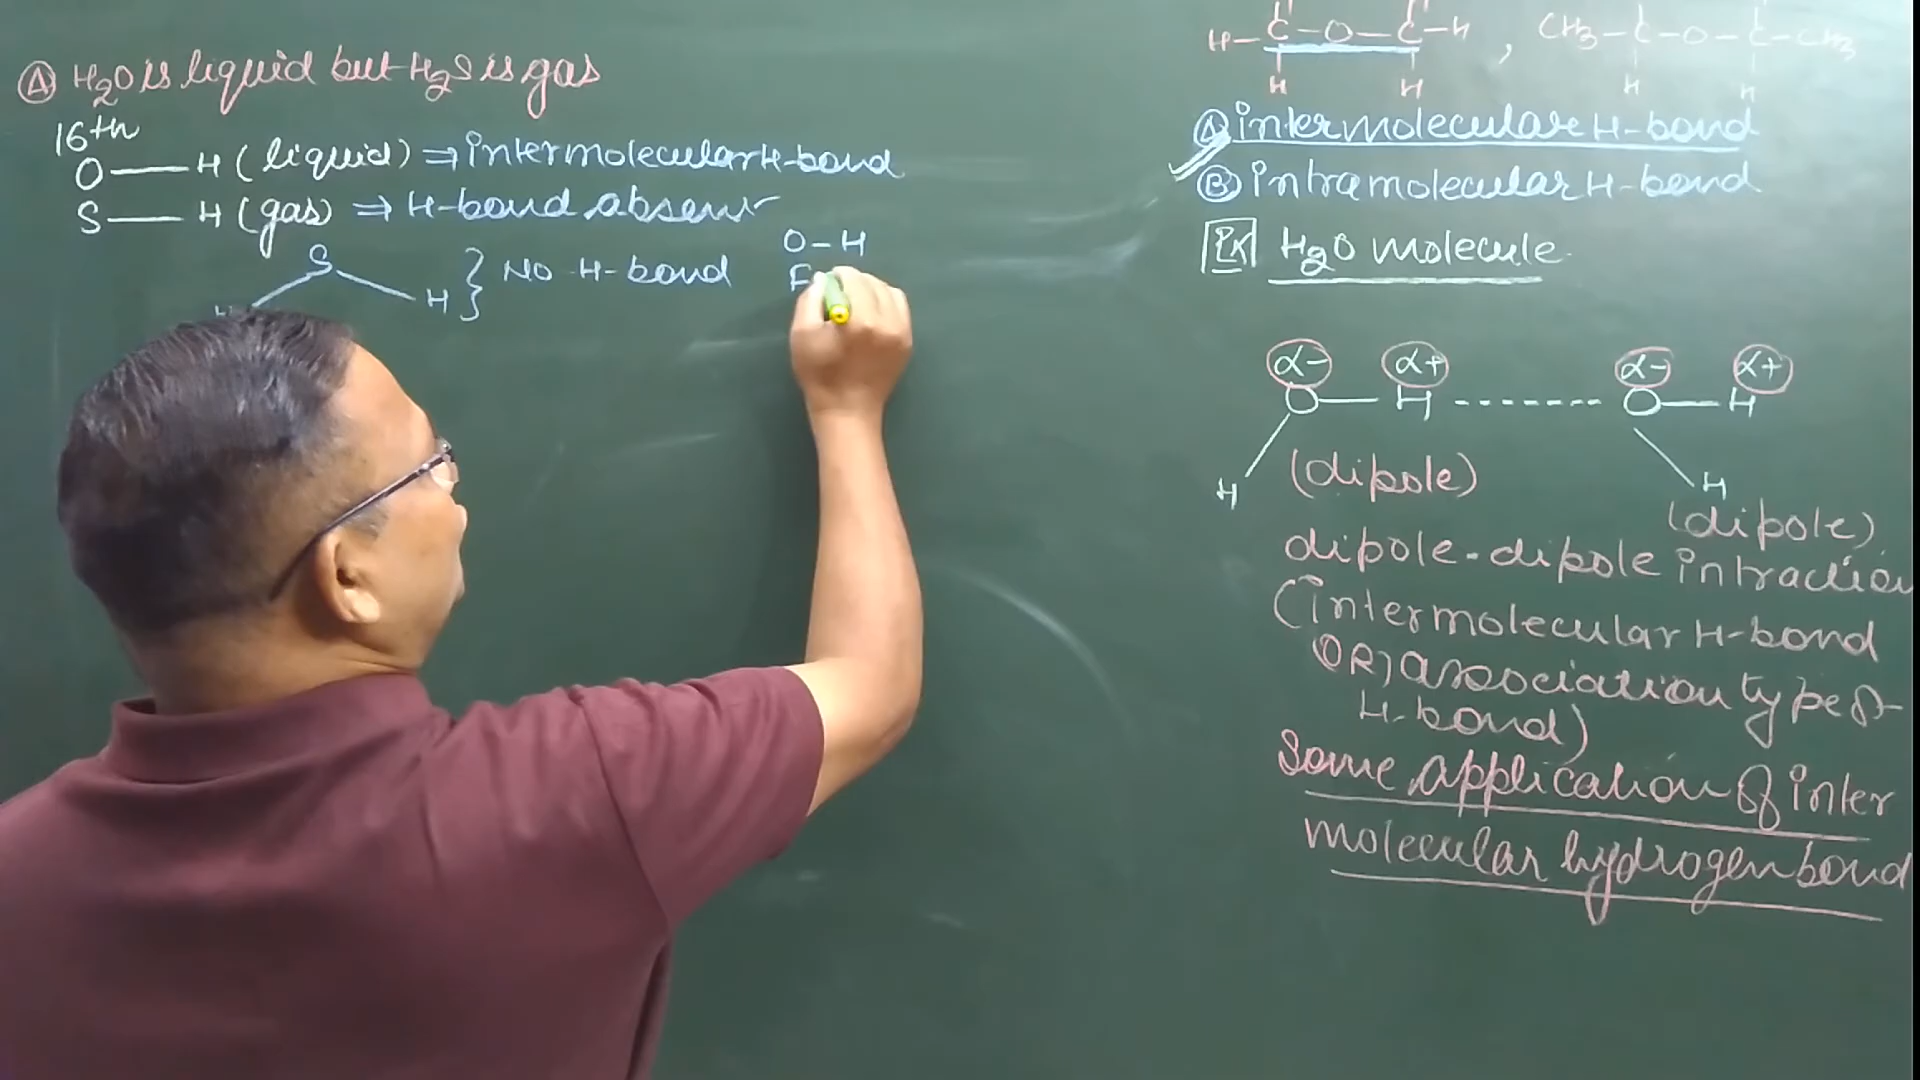 Ⓐ H2O is liquid but H2S is gas
16th
O — H (liquid) ⇒ intermolecular H-bond
S — H (gas) ⇒ H-bond absent
S
H
H } NO H-bond
O-H
F
H-C-O-C-H, CH3-C-O-C-CH3
H H H H
Ⓐ intermolecular H-bond
Ⓑ intramolecular H-bond
Ex H2O molecule.
α- α+ α- α+
O — H ------- O — H
H (dipole) H
(dipole)
dipole-dipole intraction
(intermolecular H-bond
OR) association type of
H-bond)
Some application of inter
molecular hydrogen bond